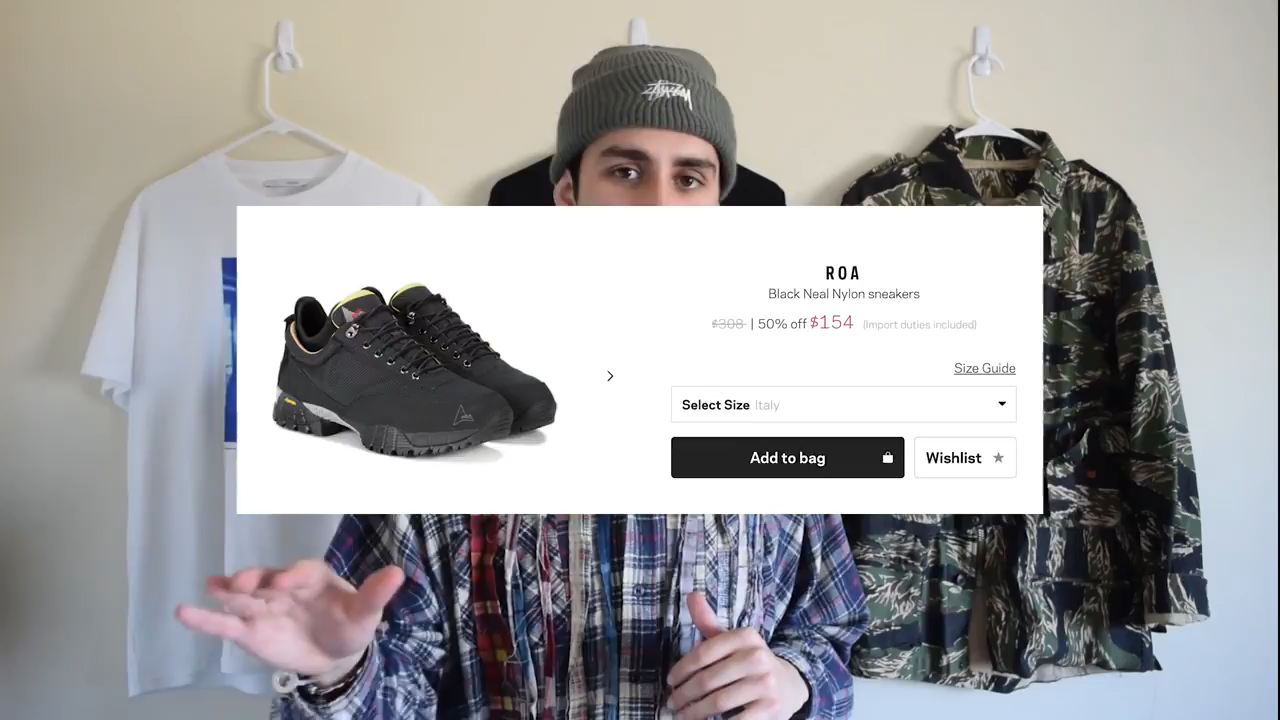 Stüssy
ROA
Black Neal Nylon sneakers
$308 | 50% off $154 (Import duties included)
Size Guide
Select Size Italy
Add to bag
Wishlist